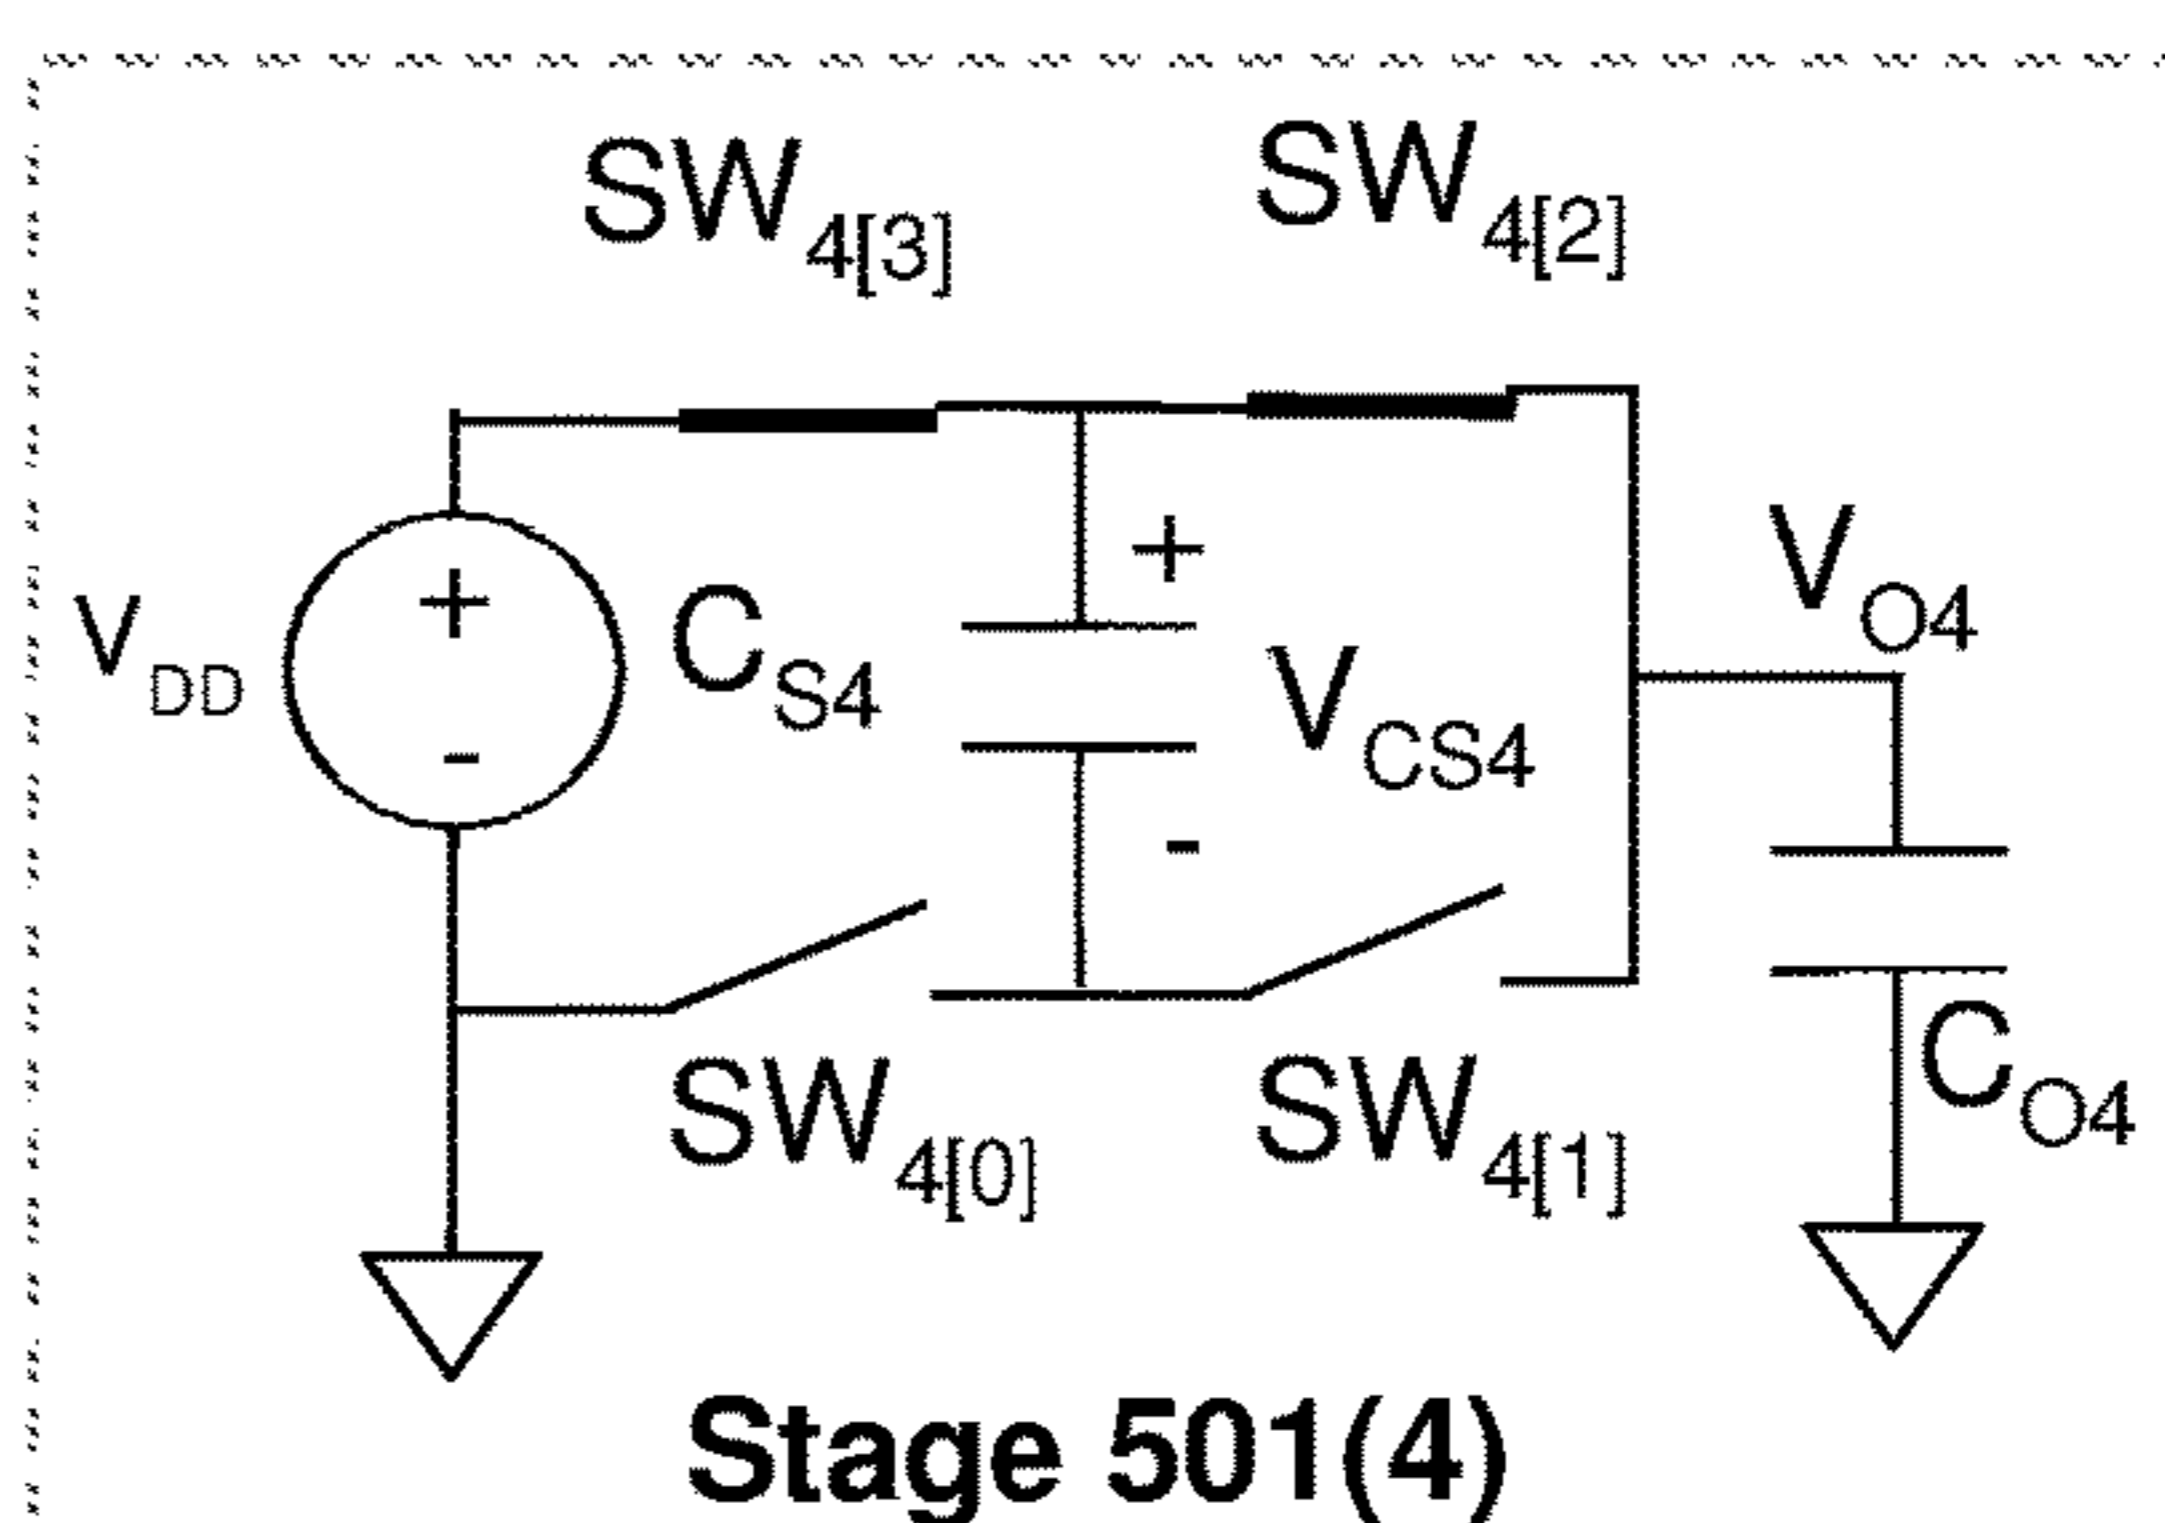 SW4[3] SW4[2]
+
VO4
VDD + CS4 VCS4
-
-
CO4
SW4[0] SW4[1]
Stage 501(4)